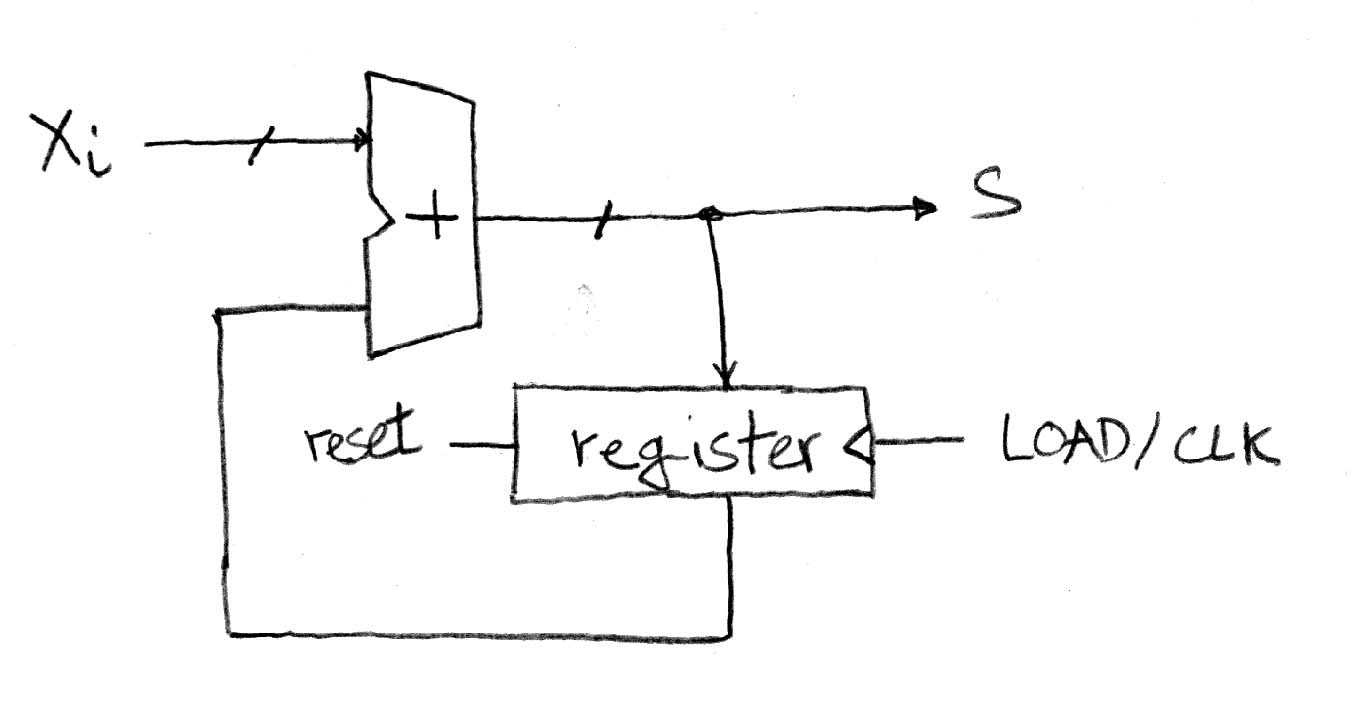 Xi
+
S
reset
register
LOAD/CLK